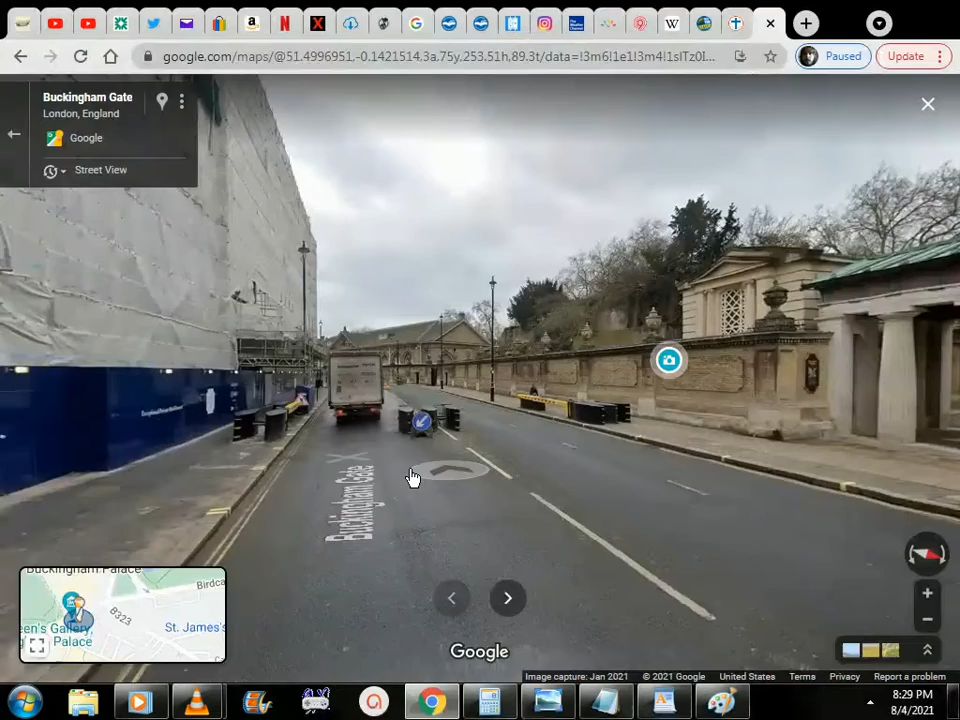 google.com/maps/@51.4996951,-0.1421514,3a,75y,253.51h,89.3t/data=!3m6!1e1!3m4!1slTz0l...
Paused
Update
Buckingham Gate
London, England
Google
Street View
Buckingham Gate
Buckingham Palace
Birdca
B323
een's Gallery,
Palace
St. James's
Google
Image capture: Jan 2021
© 2021 Google
United States
Terms
Privacy
Report a problem
8:29 PM
8/4/2021